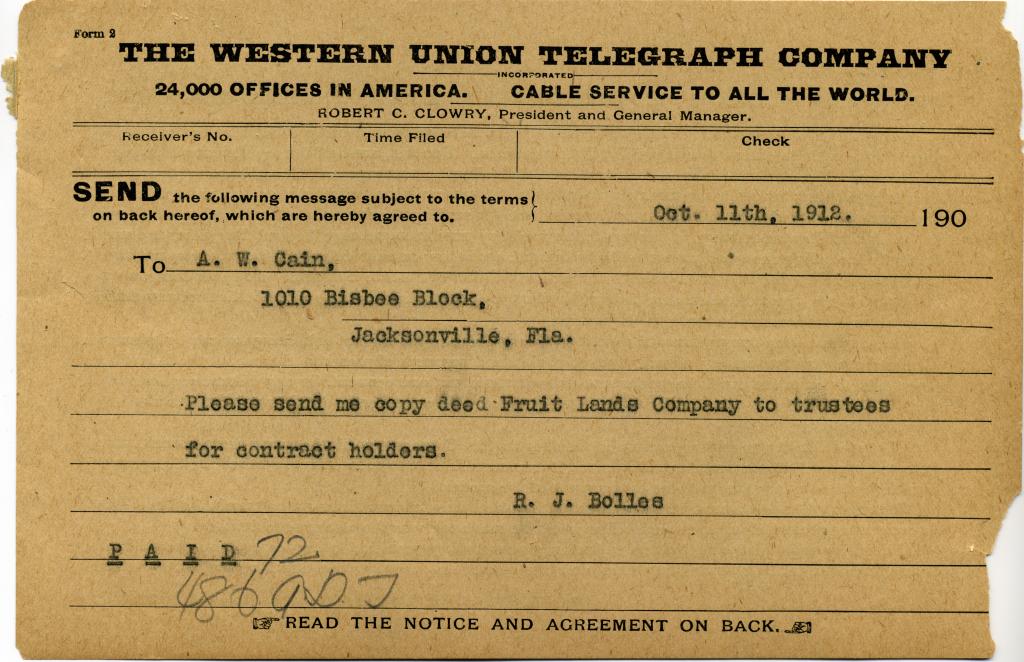 Form 2
THE WESTERN UNION TELEGRAPH COMPANY
INCORPORATED
24,000 OFFICES IN AMERICA. CABLE SERVICE TO ALL THE WORLD.
ROBERT C. CLOWRY, President and General Manager.
Receiver's No. Time Filed Check
SEND the following message subject to the terms
on back hereof, which are hereby agreed to. Oct. 11th, 1912. 190
To A. W. Cain,
1010 Bisbee Block,
Jacksonville, Fla.
Please send me copy deed Fruit Lands Company to trustees
for contract holders.
R. J. Bolles
P A I D 72
486
READ THE NOTICE AND AGREEMENT ON BACK.